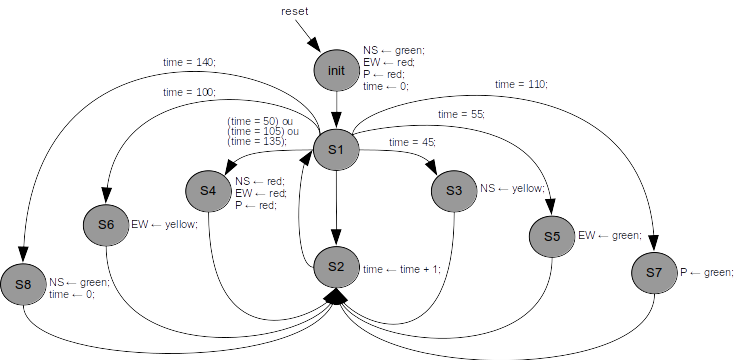 reset
init
NS ← green;
EW ← red;
P ← red;
time ← 0;
time = 140;
time = 100;
time = 110;
time = 55;
(time = 50) ou
(time = 105) ou
(time = 135);
S1
time = 45;
S4
NS ← red;
EW ← red;
P ← red;
S3
NS ← yellow;
S6
EW ← yellow;
S5
EW ← green;
S2
time ← time + 1;
S7
P ← green;
S8
NS ← green;
time ← 0;